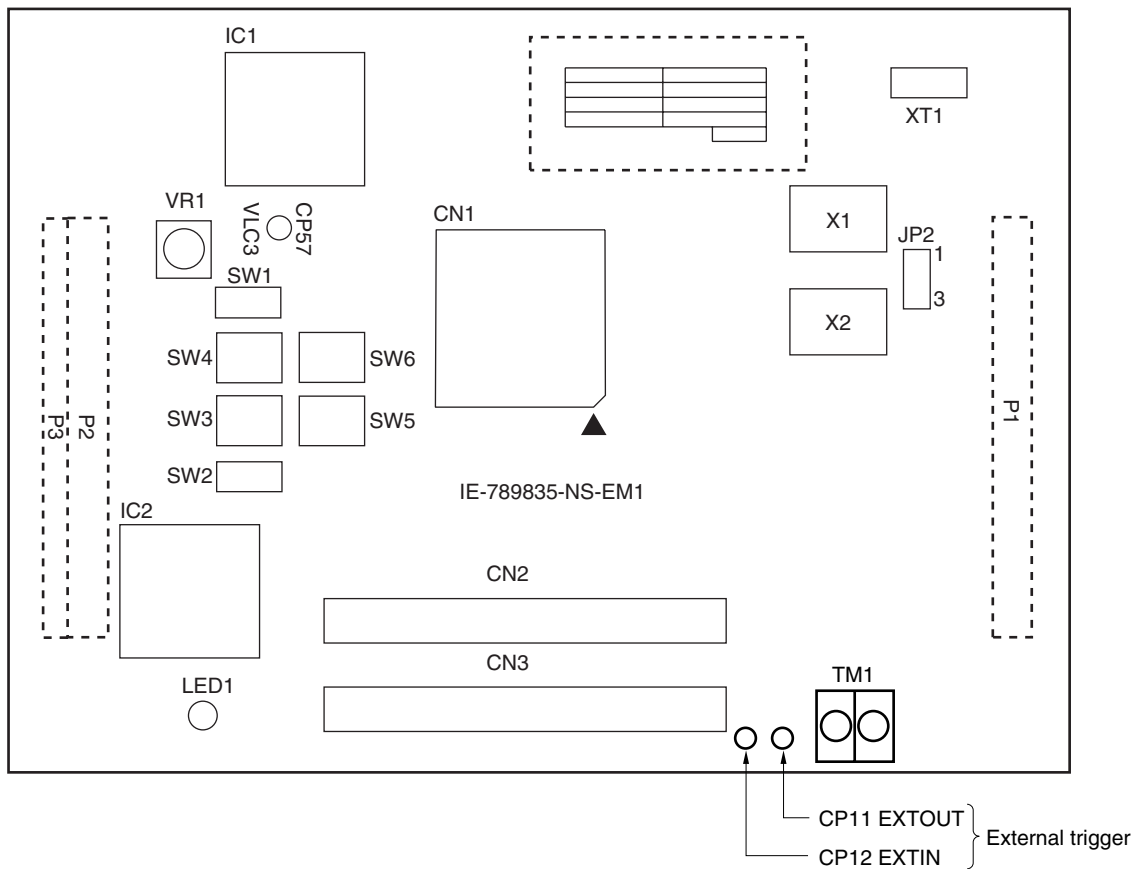 IC1
XT1
VR1
VLC3
CP57
CN1
X1
JP2
1
SW1
3
X2
SW4
SW6
SW3
SW5
P3
P2
P1
SW2
IE-789835-NS-EM1
IC2
CN2
CN3
LED1
TM1
CP11 EXTOUT
External trigger
CP12 EXTIN